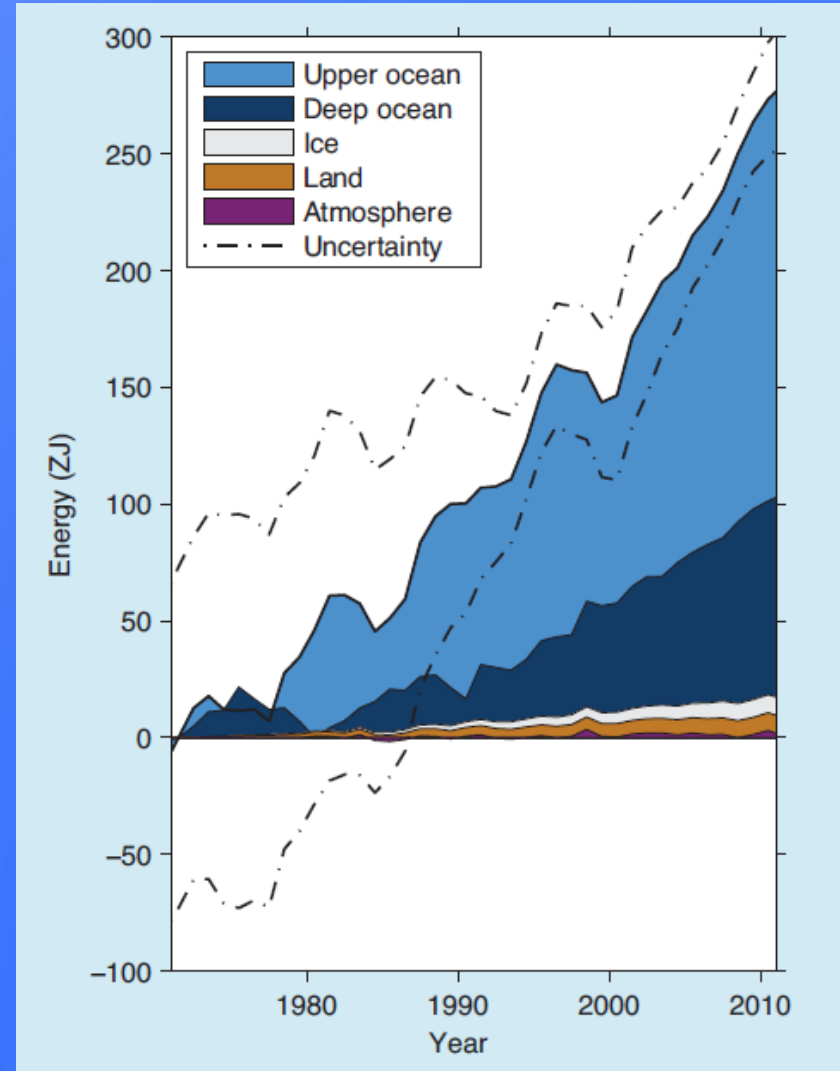 300
250
200
150
100
50
0
−50
−100
Energy (ZJ)
Upper ocean
Deep ocean
Ice
Land
Atmosphere
Uncertainty
1980 1990 2000 2010
Year